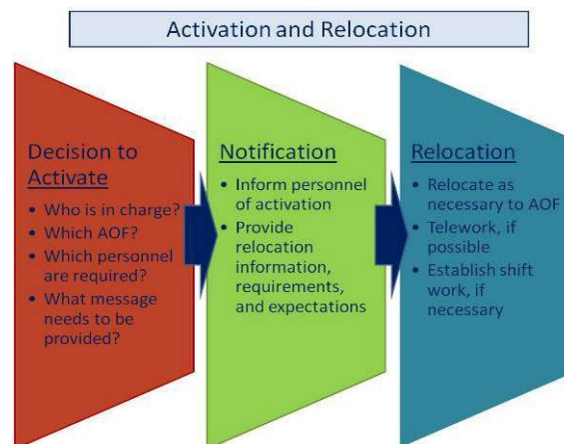 Activation and Relocation
Decision to
Activate
• Who is in charge?
• Which AOF?
• Which personnel
are required?
• What message
needs to be
provided?
Notification
• Inform personnel
of activation
• Provide
relocation
information,
requirements,
and expectations
Relocation
• Relocate as
necessary to AOF
• Telework, if
possible
• Establish shift
work, if
necessary